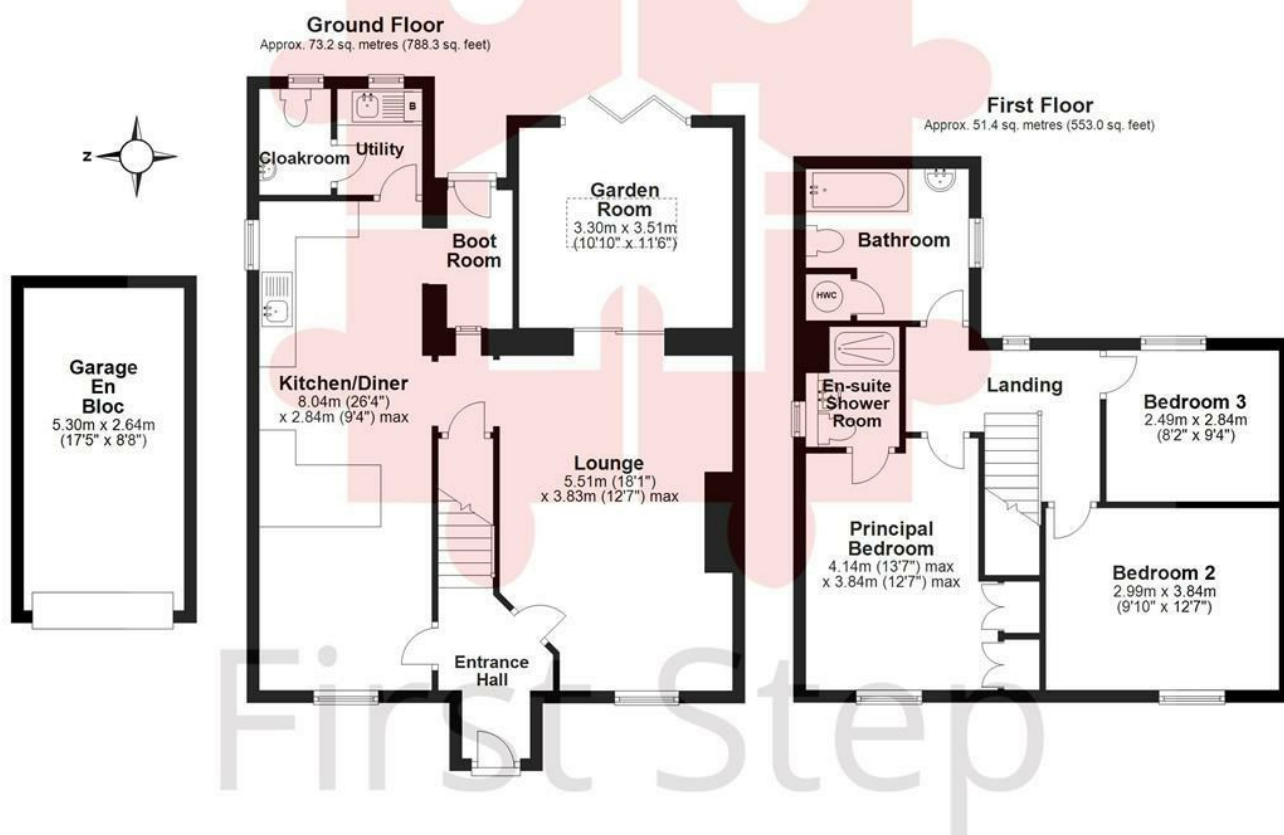 Ground Floor
Approx. 73.2 sq. metres (788.3 sq. feet)
First Floor
Approx. 51.4 sq. metres (553.0 sq. feet)
Z
B
Cloakroom
Utility
Garden
Room
3.30m x 3.51m
(10'10" x 11'6")
Boot
Room
Bathroom
HWC
Garage
En
Bloc
5.30m x 2.64m
(17'5" x 8'8")
Kitchen/Diner
8.04m (26'4")
x 2.84m (9'4") max
En-suite
Shower
Room
Landing
Bedroom 3
2.49m x 2.84m
(8'2" x 9'4")
Lounge
5.51m (18'1")
x 3.83m (12'7") max
Principal
Bedroom
4.14m (13'7") max
x 3.84m (12'7") max
Bedroom 2
2.99m x 3.84m
(9'10" x 12'7")
Entrance
Hall
First Step